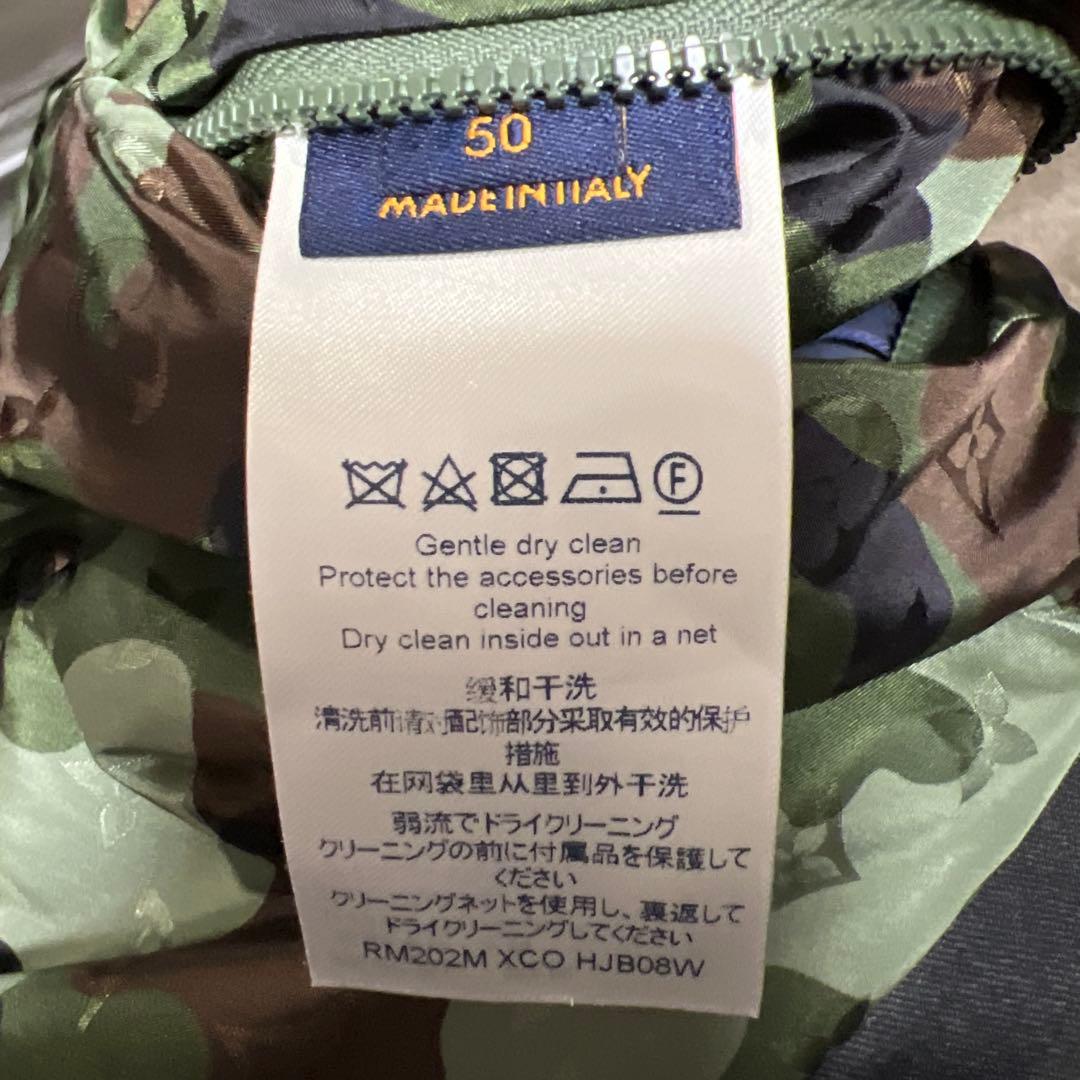 50
MADE IN ITALY
F
Gentle dry clean
Protect the accessories before
cleaning
Dry clean inside out in a net
缓和干洗
清洗前请对配饰部分采取有效的保护
措施
在网袋里从里到外干洗
弱流でドライクリーニング
クリーニングの前に付属品を保護して
ください
クリーニングネットを使用し、裏返して
ドライクリーニングしてください
RM202M XCO HJB08W